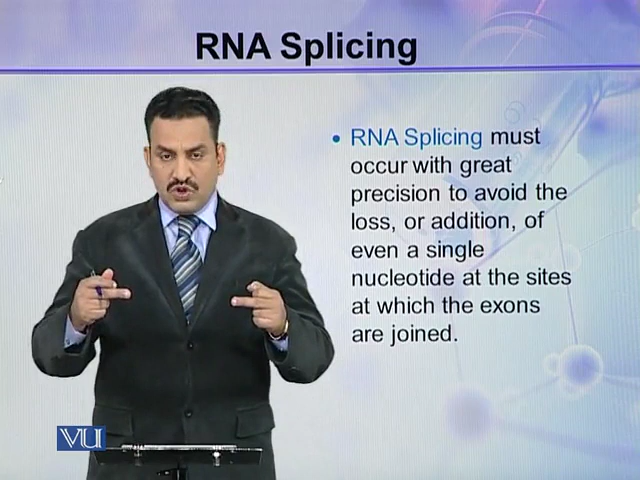 RNA Splicing
• RNA Splicing must
occur with great
precision to avoid the
loss, or addition, of
even a single
nucleotide at the sites
at which the exons
are joined.
VU